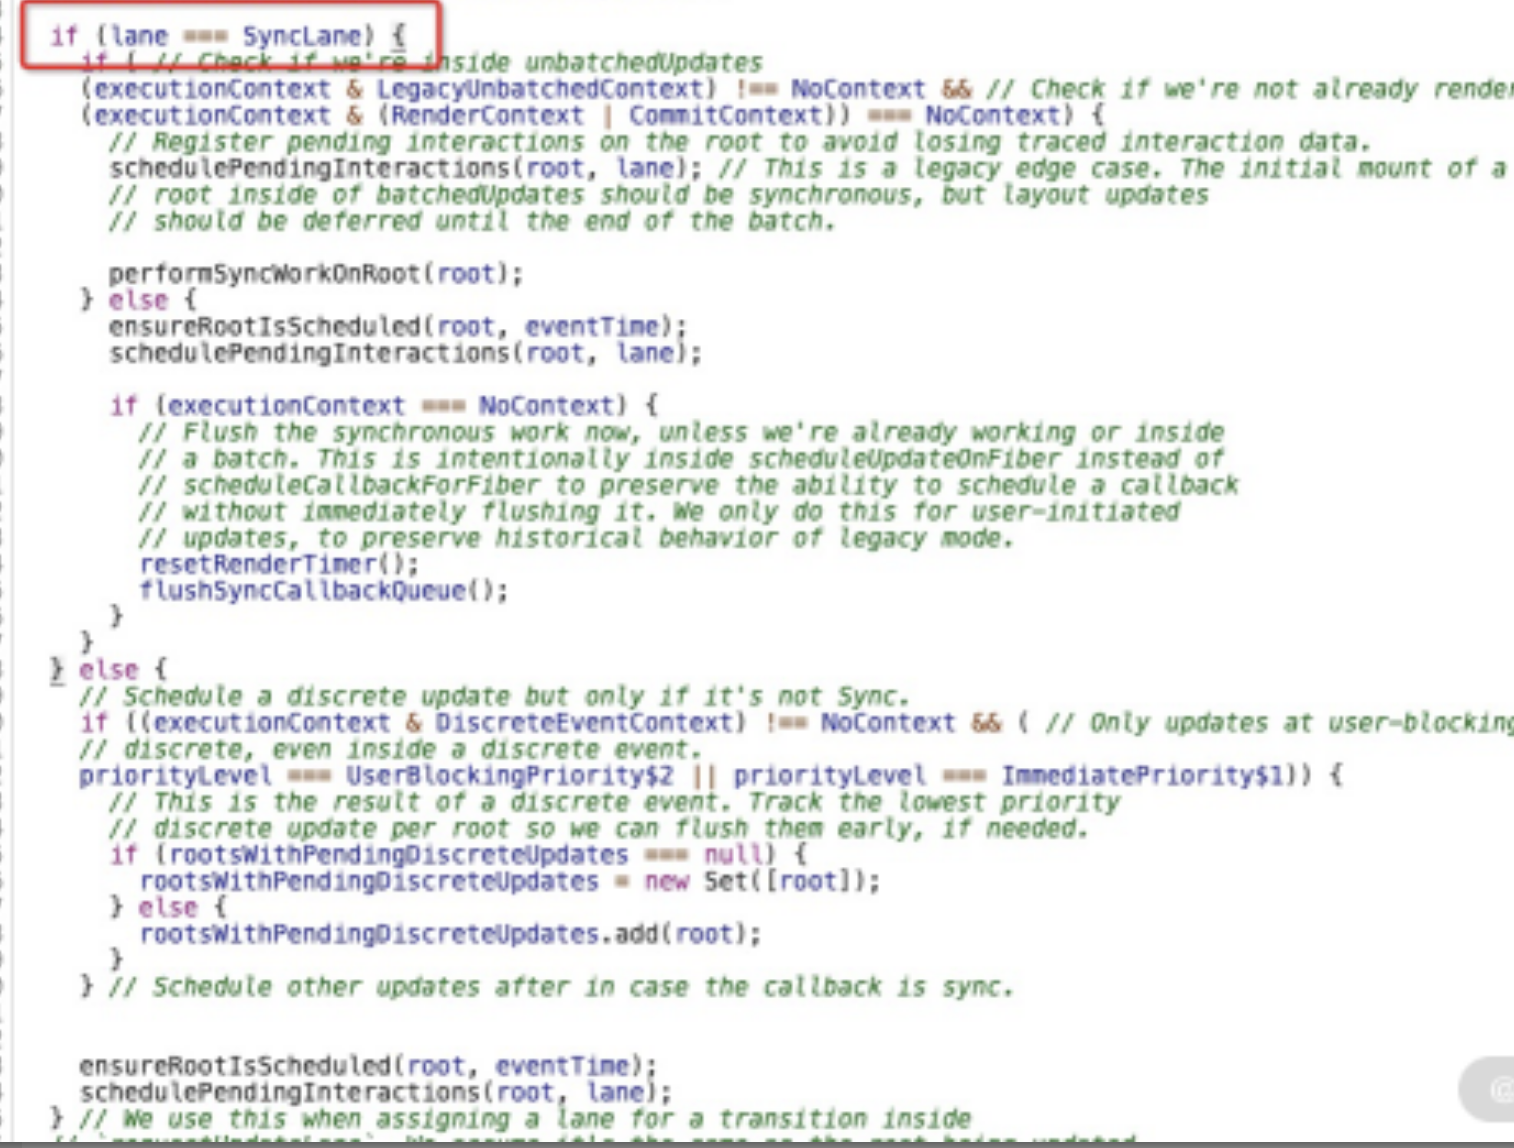 if (lane === SyncLane) {
if ( // Check if we're inside unbatchedUpdates
(executionContext & LegacyUnbatchedContext) !== NoContext && // Check if we're not already render
(executionContext & (RenderContext | CommitContext)) === NoContext) {
// Register pending interactions on the root to avoid losing traced interaction data.
schedulePendingInteractions(root, lane); // This is a legacy edge case. The initial mount of a
// root inside of batchedUpdates should be synchronous, but layout updates
// should be deferred until the end of the batch.
performSyncWorkOnRoot(root);
} else {
ensureRootIsScheduled(root, eventTime);
schedulePendingInteractions(root, lane);
if (executionContext === NoContext) {
// Flush the synchronous work now, unless we're already working or inside
// a batch. This is intentionally inside scheduleUpdateOnFiber instead of
// scheduleCallbackForFiber to preserve the ability to schedule a callback
// without immediately flushing it. We only do this for user-initiated
// updates, to preserve historical behavior of legacy mode.
resetRenderTimer();
flushSyncCallbackQueue();
}
}
} else {
// Schedule a discrete update but only if it's not Sync.
if ((executionContext & DiscreteEventContext) !== NoContext && ( // Only updates at user-blocking
// discrete, even inside a discrete event.
priorityLevel === UserBlockingPriority$2 || priorityLevel === ImmediatePriority$1)) {
// This is the result of a discrete event. Track the lowest priority
// discrete update per root so we can flush them early, if needed.
if (rootsWithPendingDiscreteUpdates === null) {
rootsWithPendingDiscreteUpdates = new Set([root]);
} else {
rootsWithPendingDiscreteUpdates.add(root);
}
} // Schedule other updates after in case the callback is sync.
ensureRootIsScheduled(root, eventTime);
schedulePendingInteractions(root, lane);
} // We use this when assigning a lane for a transition inside